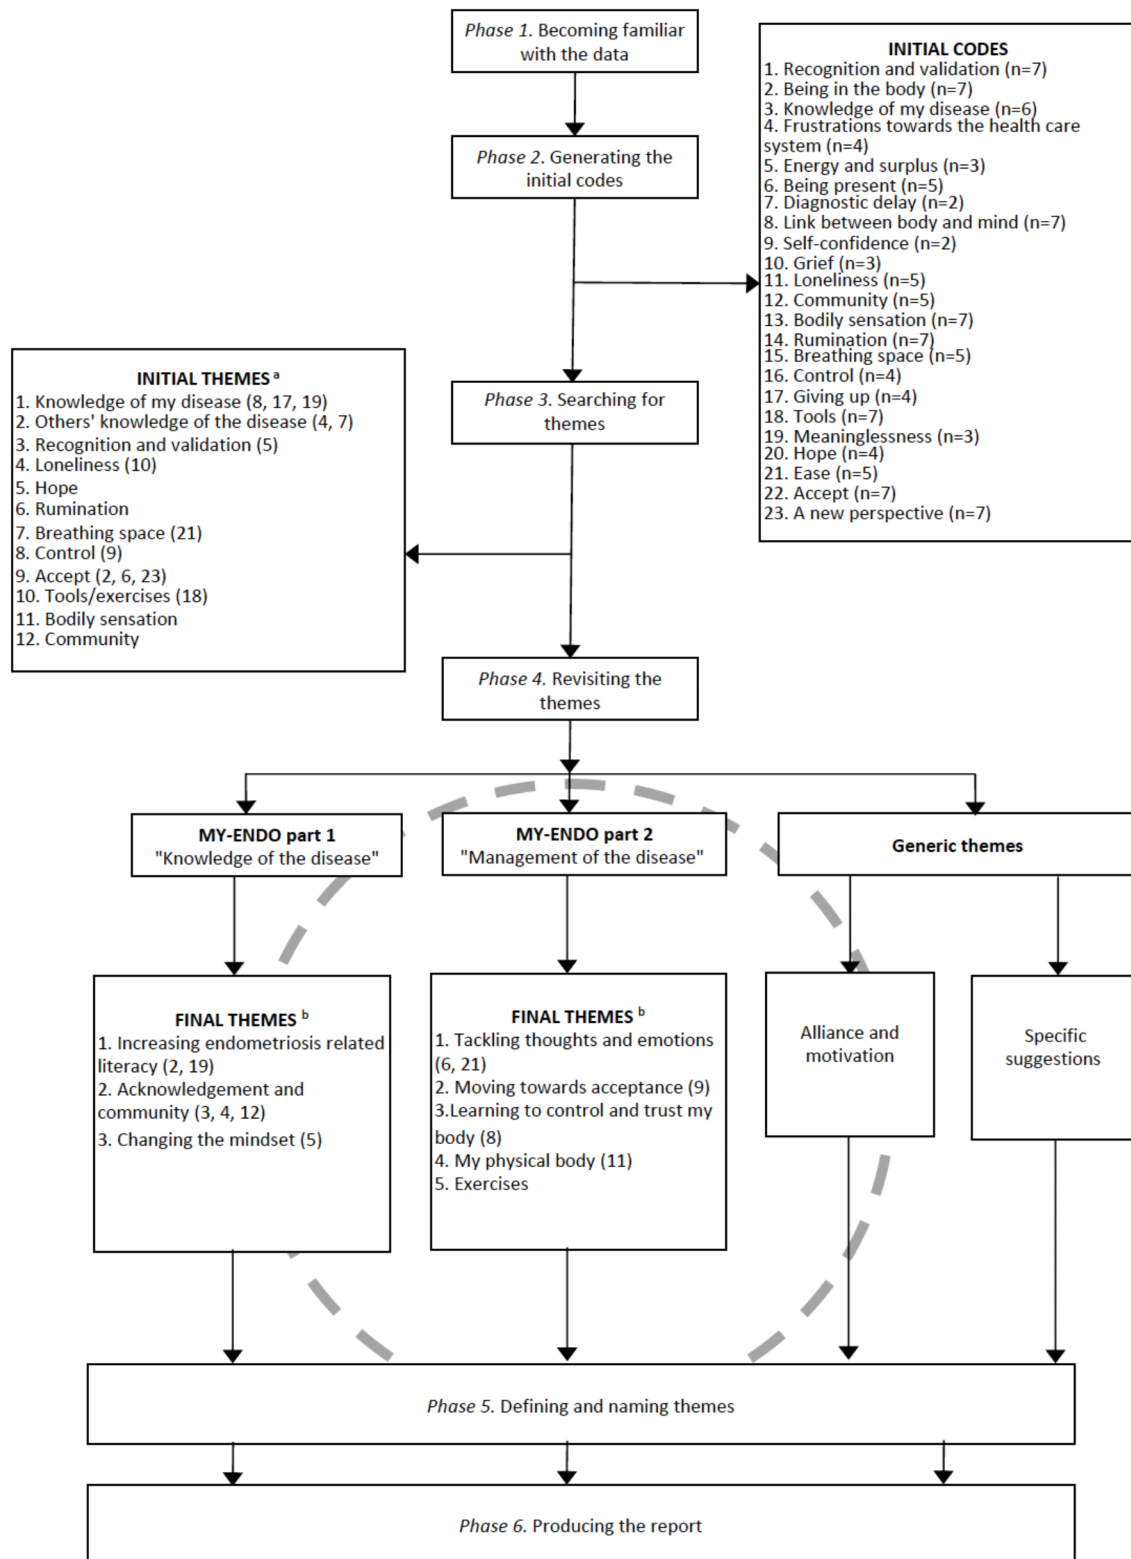 Phase 1. Becoming familiar
with the data
INITIAL CODES
1. Recognition and validation (n=7)
2. Being in the body (n=7)
3. Knowledge of my disease (n=6)
4. Frustrations towards the health care
system (n=4)
5. Energy and surplus (n=3)
6. Being present (n=5)
7. Diagnostic delay (n=2)
8. Link between body and mind (n=7)
9. Self-confidence (n=2)
10. Grief (n=3)
11. Loneliness (n=5)
12. Community (n=5)
13. Bodily sensation (n=7)
14. Rumination (n=7)
15. Breathing space (n=5)
16. Control (n=4)
17. Giving up (n=4)
18. Tools (n=7)
19. Meaninglessness (n=3)
20. Hope (n=4)
21. Ease (n=5)
22. Accept (n=7)
23. A new perspective (n=7)
Phase 2. Generating the
initial codes
INITIAL THEMES a
1. Knowledge of my disease (8, 17, 19)
2. Others' knowledge of the disease (4, 7)
3. Recognition and validation (5)
4. Loneliness (10)
5. Hope
6. Rumination
7. Breathing space (21)
8. Control (9)
9. Accept (2, 6, 23)
10. Tools/exercises (18)
11. Bodily sensation
12. Community
Phase 3. Searching for
themes
Phase 4. Revisiting the
themes
MY-ENDO part 1
"Knowledge of the disease"
MY-ENDO part 2
"Management of the disease"
Generic themes
FINAL THEMES b
1. Increasing endometriosis related
literacy (2, 19)
2. Acknowledgement and
community (3, 4, 12)
3. Changing the mindset (5)
FINAL THEMES b
1. Tackling thoughts and emotions
(6, 21)
2. Moving towards acceptance (9)
3.Learning to control and trust my
body (8)
4. My physical body (11)
5. Exercises
Alliance and
motivation
Specific
suggestions
Phase 5. Defining and naming themes
Phase 6. Producing the report